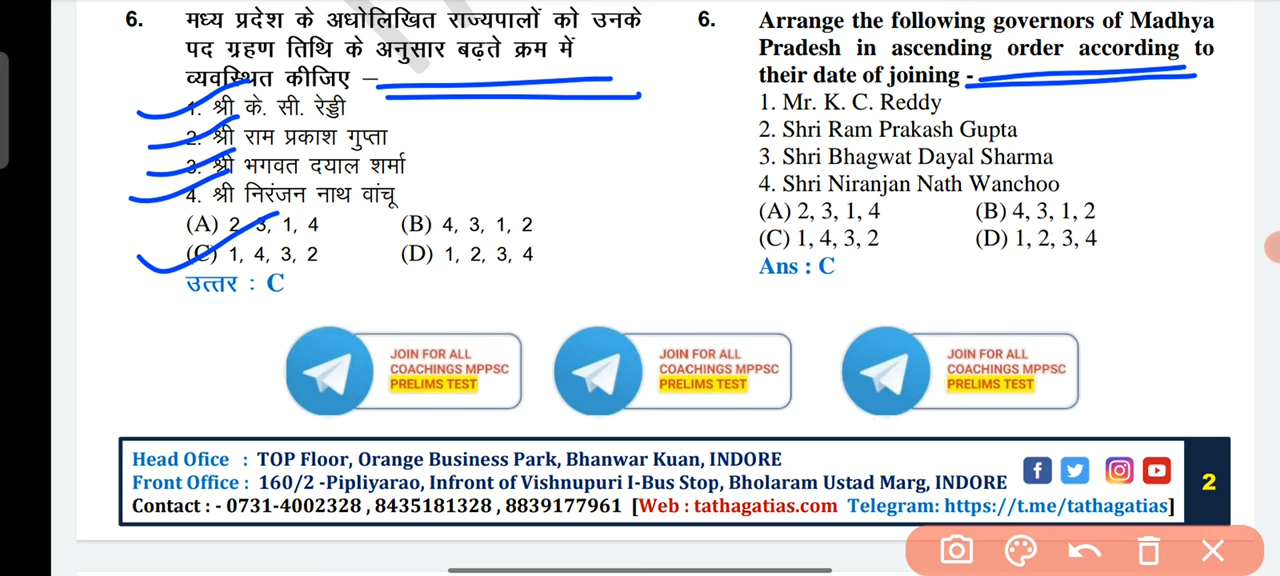 6. मध्य प्रदेश के अधोलिखित राज्यपालों को उनके
पद ग्रहण तिथि के अनुसार बढ़ते क्रम में
व्यवस्थित कीजिए –
1. श्री के. सी. रेड्डी
2. श्री राम प्रकाश गुप्ता
3. श्री भगवत दयाल शर्मा
4. श्री निरंजन नाथ वांचू
(A) 2, 3, 1, 4 (B) 4, 3, 1, 2
(C) 1, 4, 3, 2 (D) 1, 2, 3, 4
उत्तर : C
6. Arrange the following governors of Madhya
Pradesh in ascending order according to
their date of joining -
1. Mr. K. C. Reddy
2. Shri Ram Prakash Gupta
3. Shri Bhagwat Dayal Sharma
4. Shri Niranjan Nath Wanchoo
(A) 2, 3, 1, 4 (B) 4, 3, 1, 2
(C) 1, 4, 3, 2 (D) 1, 2, 3, 4
Ans : C
JOIN FOR ALL
COACHINGS MPPSC
PRELIMS TEST
JOIN FOR ALL
COACHINGS MPPSC
PRELIMS TEST
JOIN FOR ALL
COACHINGS MPPSC
PRELIMS TEST
Head Ofice : TOP Floor, Orange Business Park, Bhanwar Kuan, INDORE
Front Office : 160/2 -Pipliyarao, Infront of Vishnupuri I-Bus Stop, Bholaram Ustad Marg, INDORE
Contact : - 0731-4002328 , 8435181328 , 8839177961 [Web : tathagatias.com Telegram: https://t.me/tathagatias]
2